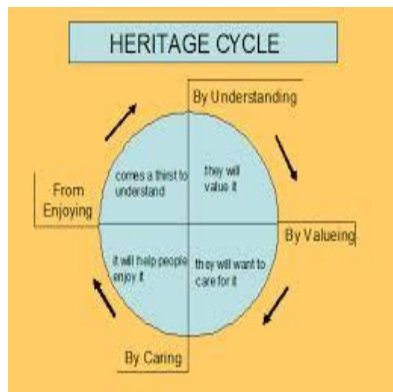 HERITAGE CYCLE
By Understanding
they will
value it
By Valueing
they will want to
care for it
By Caring
it will help people
enjoy it
From
Enjoying
comes a thirst to
understand